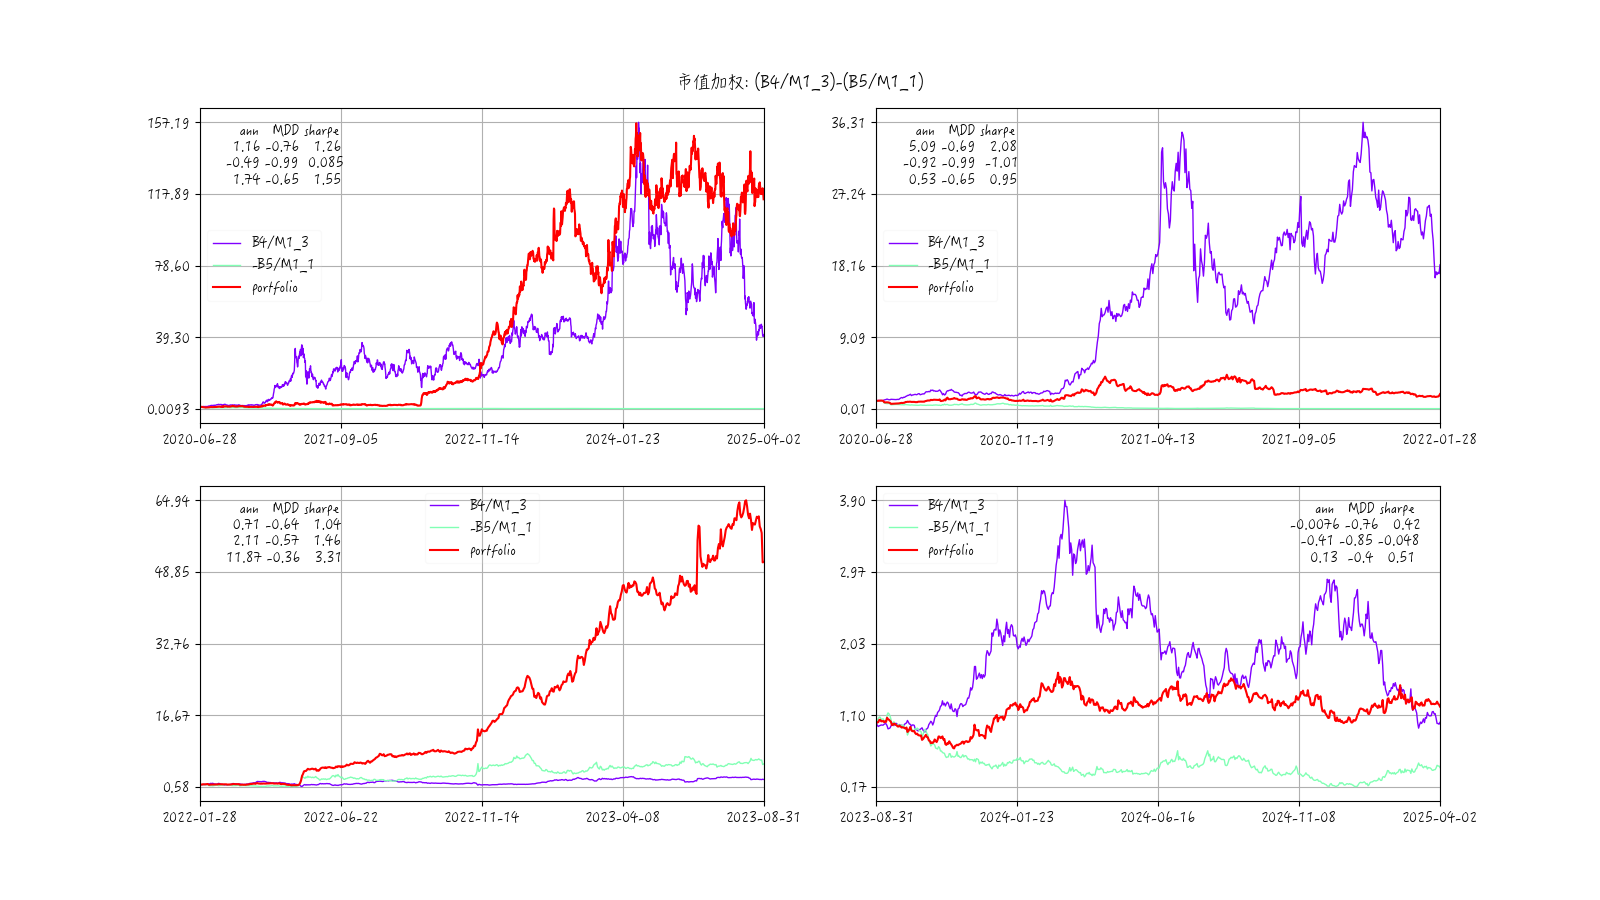 市值加权: (B4/M1_3)-(B5/M1_1)
157.19
117.89
78.60
39.30
0.0093
ann MDD sharpe
1.16 -0.76 1.26
-0.49 -0.99 0.085
1.74 -0.65 1.55
B4/M1_3
-B5/M1_1
portfolio
2020-06-28 2021-09-05 2022-11-14 2024-01-23 2025-04-02
36.31
27.24
18.16
9.09
0.01
ann MDD sharpe
5.09 -0.69 2.08
-0.92 -0.99 -1.01
0.53 -0.65 0.95
B4/M1_3
-B5/M1_1
portfolio
2020-06-28 2020-11-19 2021-04-13 2021-09-05 2022-01-28
64.94
48.85
32.76
16.67
0.58
ann MDD sharpe
0.71 -0.64 1.04
2.11 -0.57 1.46
11.87 -0.36 3.31
B4/M1_3
-B5/M1_1
portfolio
2022-01-28 2022-06-22 2022-11-14 2023-04-08 2023-08-31
3.90
2.97
2.03
1.10
0.17
B4/M1_3
-B5/M1_1
portfolio
ann MDD sharpe
-0.0076 -0.76 0.42
-0.41 -0.85 -0.048
0.13 -0.4 0.51
2023-08-31 2024-01-23 2024-06-16 2024-11-08 2025-04-02